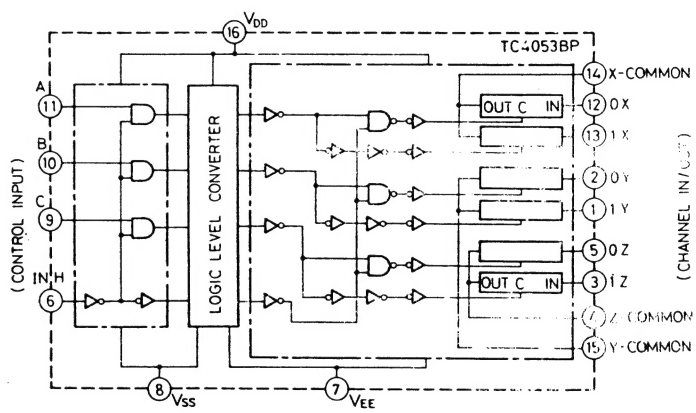 16 VDD
TC4053BP
A
11
B
10
C
9
INH
6
(CONTROL INPUT)
LOGIC LEVEL CONVERTER
OUT C IN
OUT C IN
14 X-COMMON
12 0X
13 1X
2 0Y
1 1Y
5 0Z
3 1Z
4 Z-COMMON
15 Y-COMMON
(CHANNEL IN/OUT)
8 VSS
7 VEE